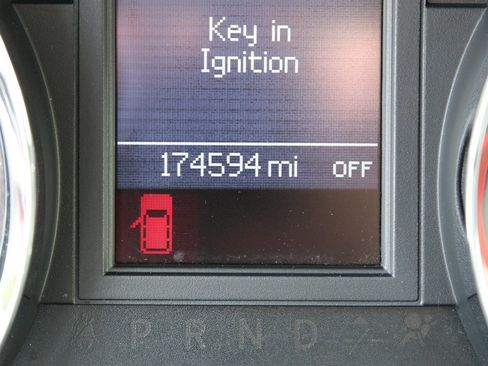 Key in
Ignition
174594 mi OFF
P R N D